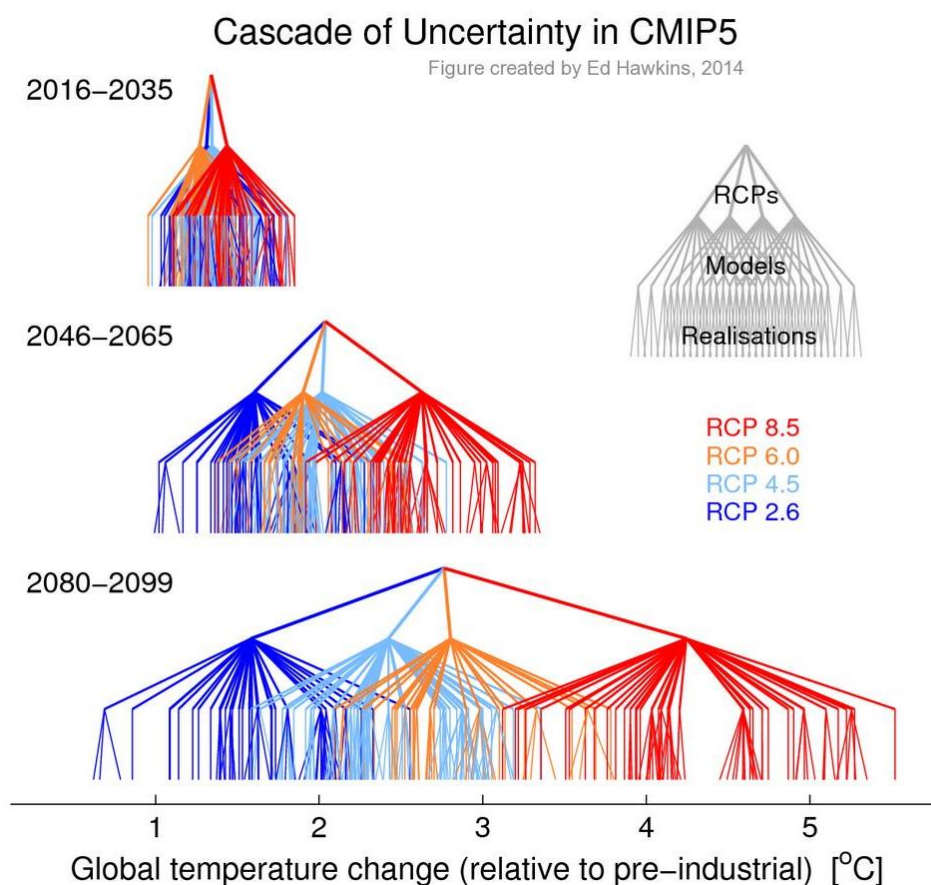 Cascade of Uncertainty in CMIP5
Figure created by Ed Hawkins, 2014
2016−2035
RCPs
Models
Realisations
2046−2065
RCP 8.5
RCP 6.0
RCP 4.5
RCP 2.6
2080−2099
1 2 3 4 5
Global temperature change (relative to pre−industrial) [°C]